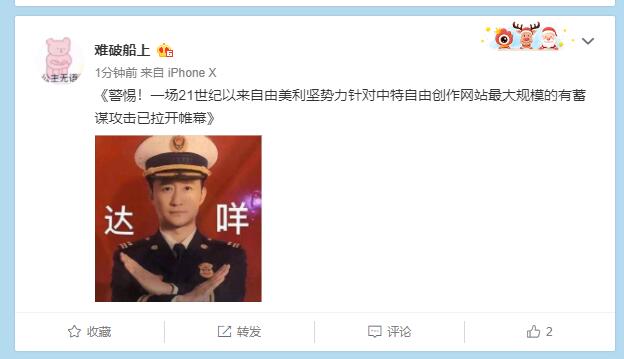 难破船上
1分钟前 来自 iPhone X
《警惕！一场21世纪以来自由美利坚势力针对中特自由创作网站最大规模的有蓄
谋攻击已拉开帷幕》
公主无语
达 咩
收藏 转发 评论 2